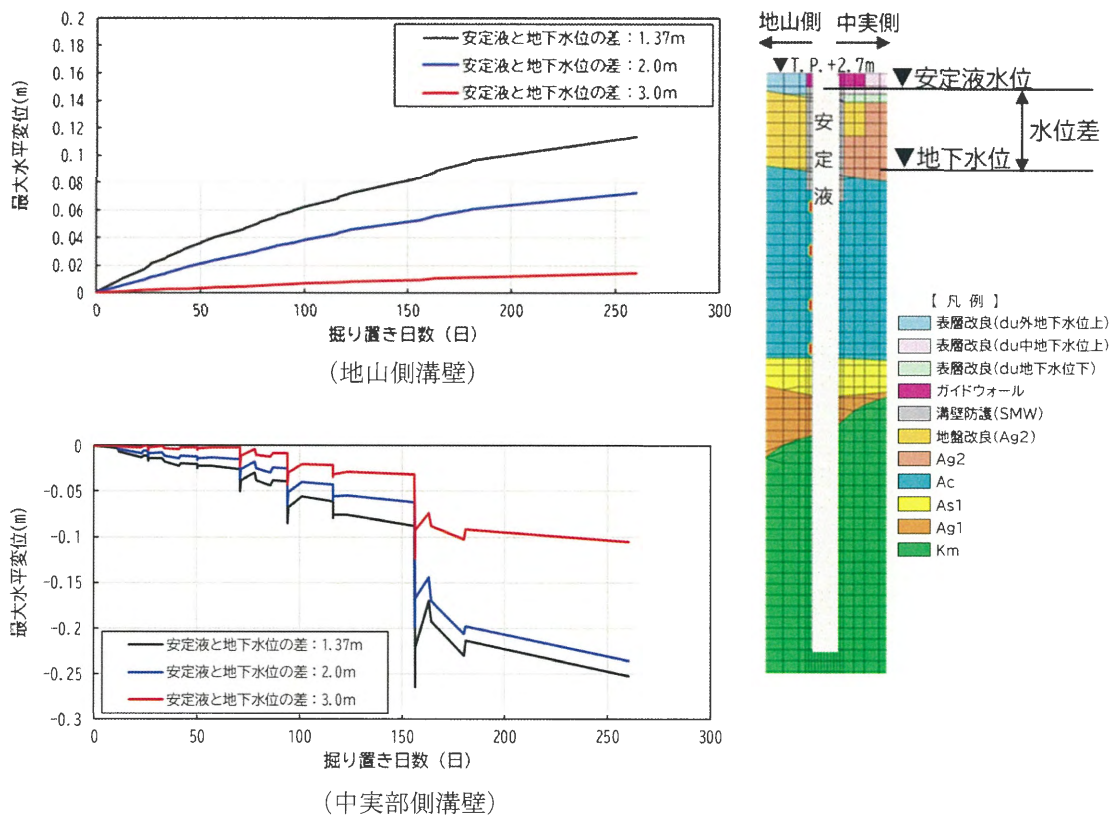 0.2
0.18
0.16
0.14
0.12
0.1
0.08
0.06
0.04
0.02
0
最大水平変位(m)
安定液と地下水位の差：1.37m
安定液と地下水位の差：2.0m
安定液と地下水位の差：3.0m
0 50 100 150 200 250 300
掘り置き日数（日）
（地山側溝壁）
0
-0.05
-0.1
-0.15
-0.2
-0.25
-0.3
最大水平変位(m)
安定液と地下水位の差：1.37m
安定液と地下水位の差：2.0m
安定液と地下水位の差：3.0m
0 50 100 150 200 250 300
掘り置き日数（日）
（中実部側溝壁）
地山側 中実側
▼T.P.+2.7m
▼安定液水位
水位差
▼地下水位
安定液
【 凡 例 】
表層改良(du外地下水位上)
表層改良(du中地下水位上)
表層改良(du地下水位下)
ガイドウォール
溝壁防護(SMW)
地盤改良(Ag2)
Ag2
Ac
As1
Ag1
Km